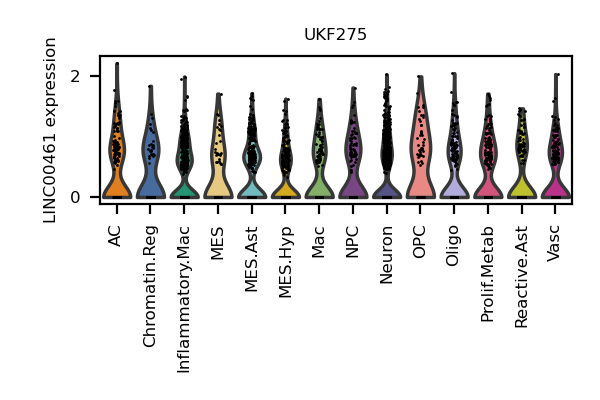 UKF275
LINC00461 expression
2
0
AC
Chromatin.Reg
Inflammatory.Mac
MES
MES.Ast
MES.Hyp
Mac
NPC
Neuron
OPC
Oligo
Prolif.Metab
Reactive.Ast
Vasc